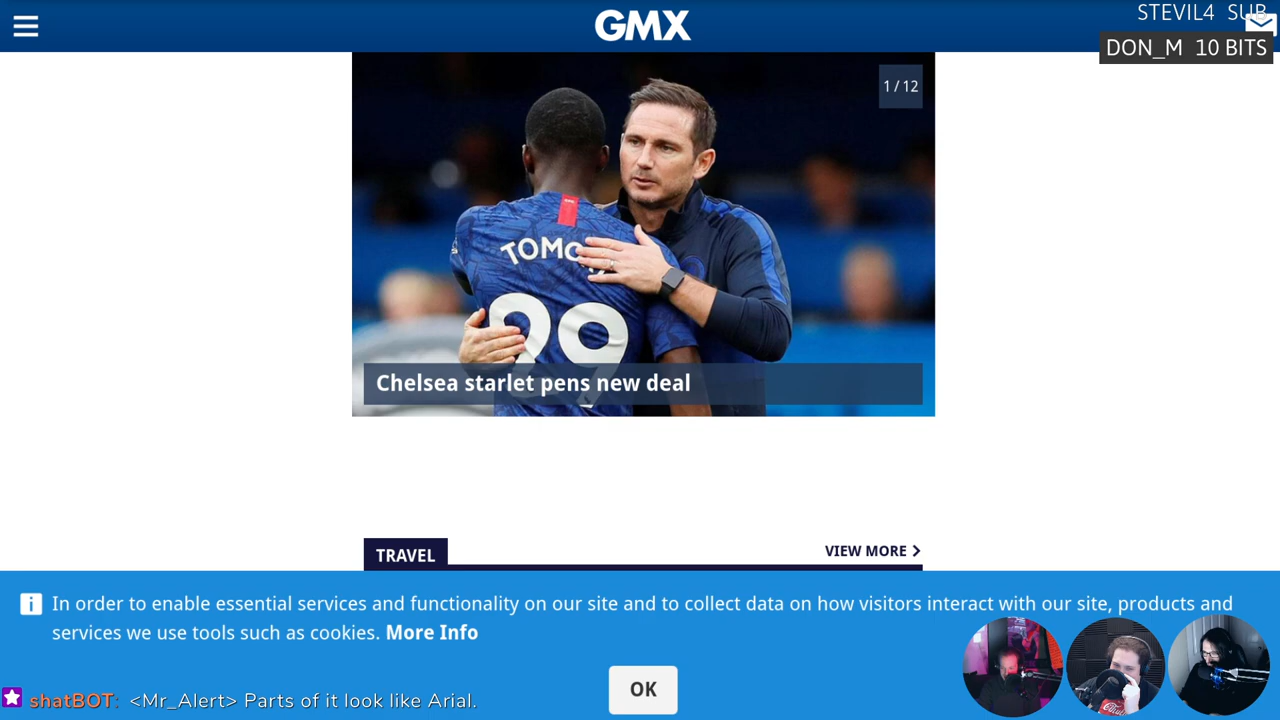 GMX
STEVIL4 SUB
DON_M 10 BITS
1 / 12
99
Chelsea starlet pens new deal
TRAVEL
VIEW MORE
In order to enable essential services and functionality on our site and to collect data on how visitors interact with our site, products and
services we use tools such as cookies. More Info
OK
shatBOT: <Mr_Alert> Parts of it look like Arial.